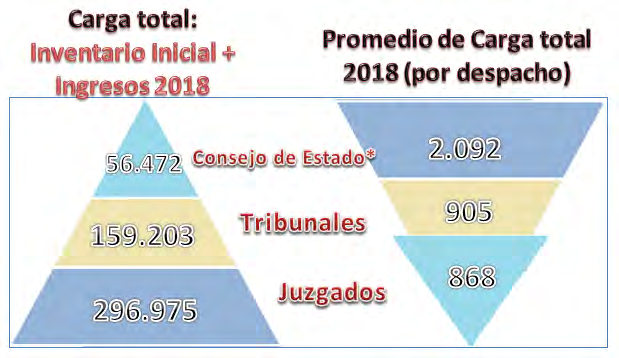 Carga total:
Inventario Inicial +
Ingresos 2018
Promedio de Carga total
2018 (por despacho)
56.472
Consejo de Estado*
2.092
159.203
Tribunales
905
296.975
Juzgados
868